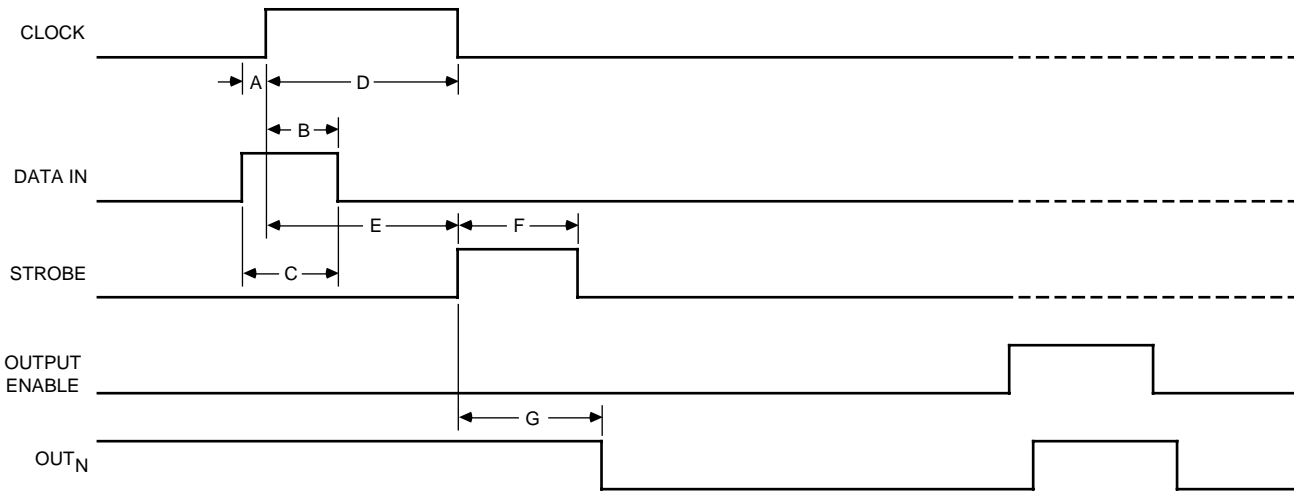 CLOCK
A
D
B
DATA IN
E
F
STROBE
C
OUTPUT
ENABLE
G
OUTN